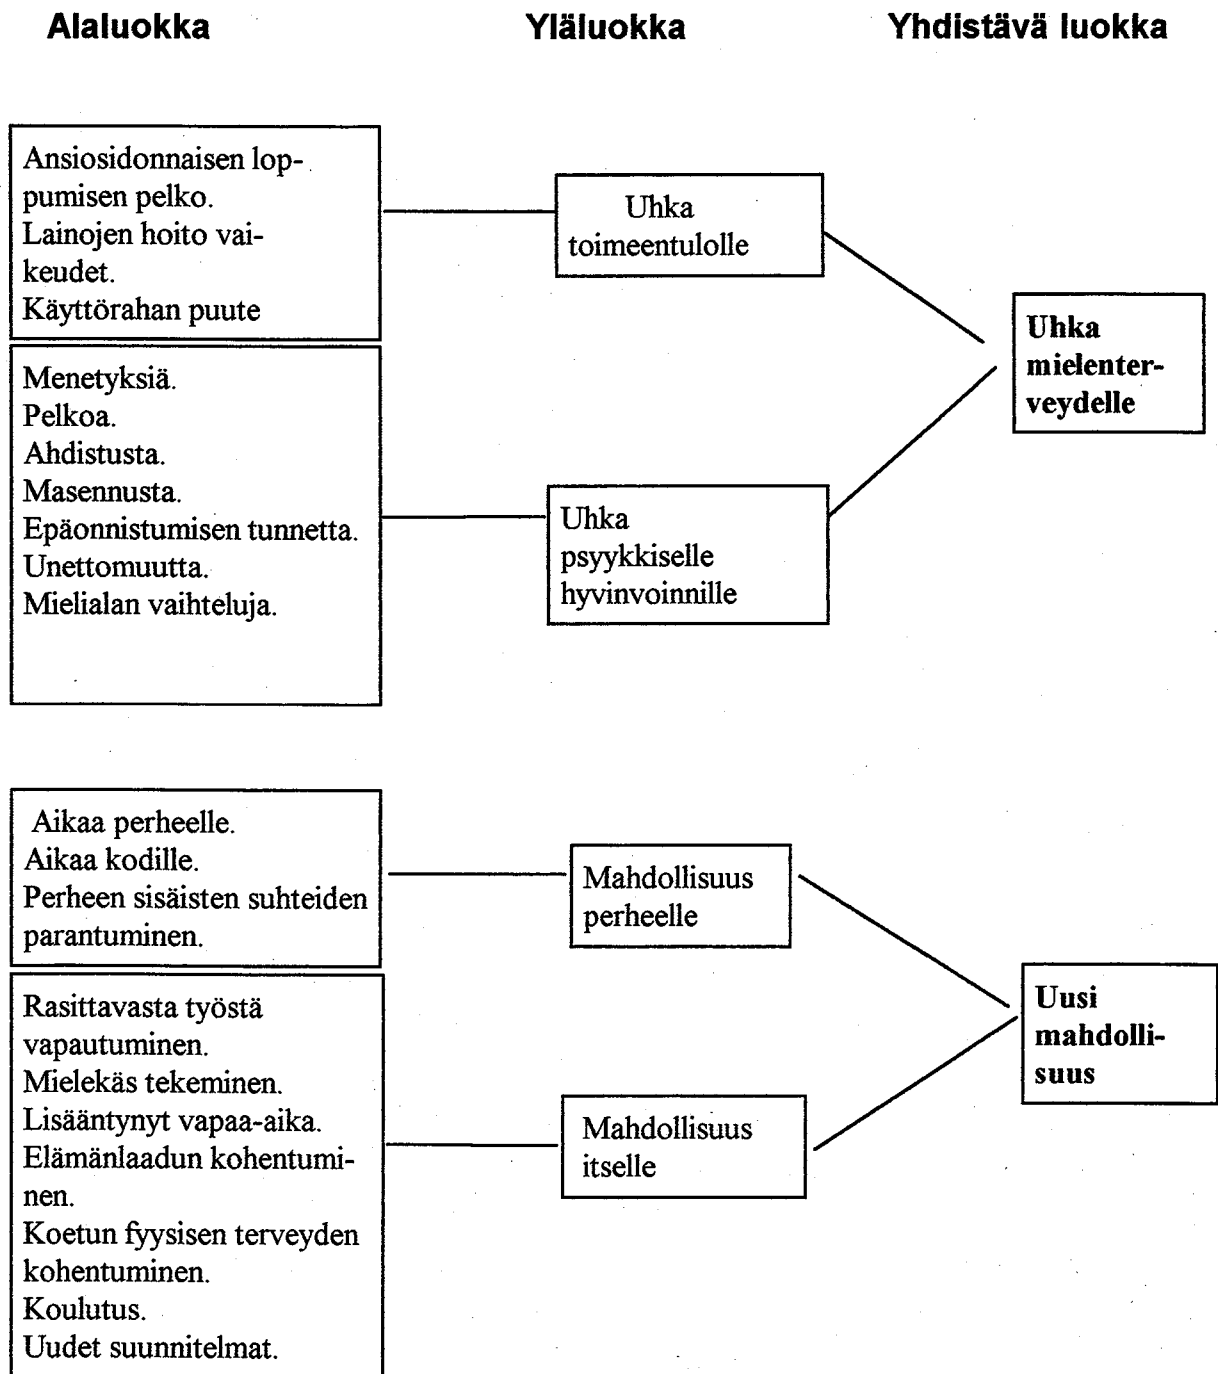 Alaluokka Yläluokka Yhdistävä luokka
Ansiosidonnaisen lop-
pumisen pelko.
Lainojen hoito vai-
keudet.
Käyttörahan puute
Uhka
toimeentulolle
Menetyksiä.
Pelkoa.
Ahdistusta.
Masennusta.
Epäonnistumisen tunnetta.
Unettomuutta.
Mielialan vaihteluja.
Uhka
psyykkiselle
hyvinvoinnille
Uhka
mielenter-
veydelle
Aikaa perheelle.
Aikaa kodille.
Perheen sisäisten suhteiden
parantuminen.
Mahdollisuus
perheelle
Rasittavasta työstä
vapautuminen.
Mielekäs tekeminen.
Lisääntynyt vapaa-aika.
Elämänlaadun kohentumi-
nen.
Koetun fyysisen terveyden
kohentuminen.
Koulutus.
Uudet suunnitelmat.
Mahdollisuus
itselle
Uusi
mahdolli-
suus